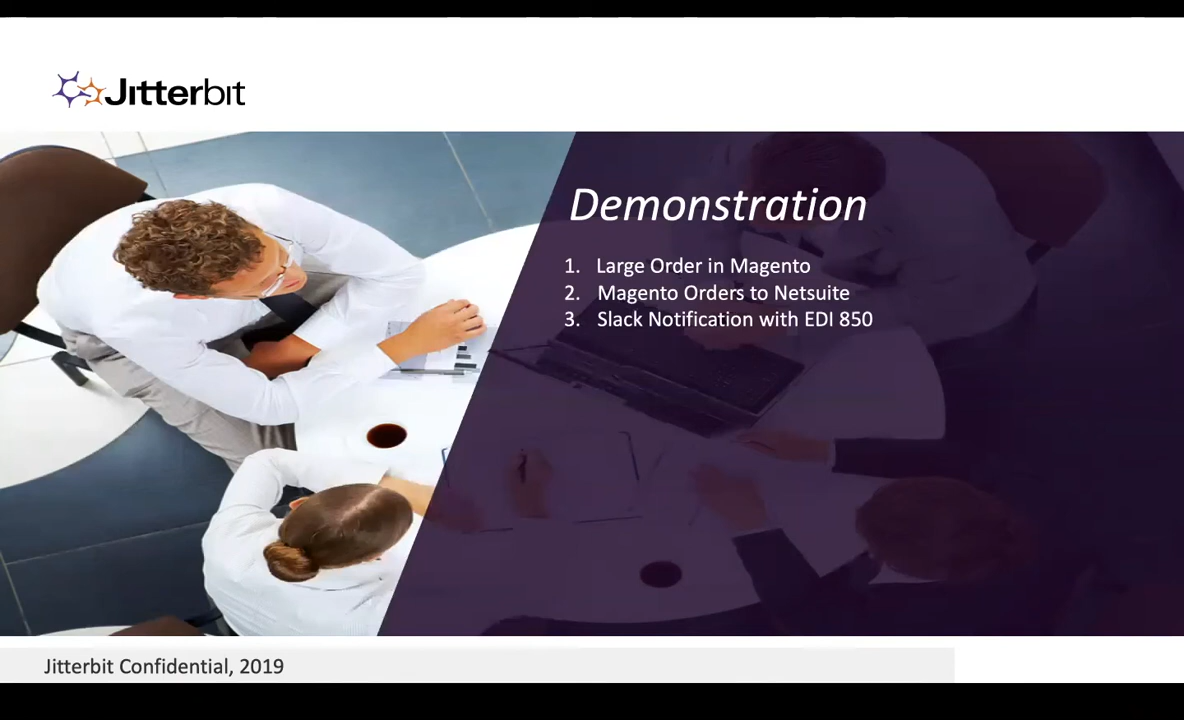 Jitterbit
Demonstration
1. Large Order in Magento
2. Magento Orders to Netsuite
3. Slack Notification with EDI 850
Jitterbit Confidential, 2019